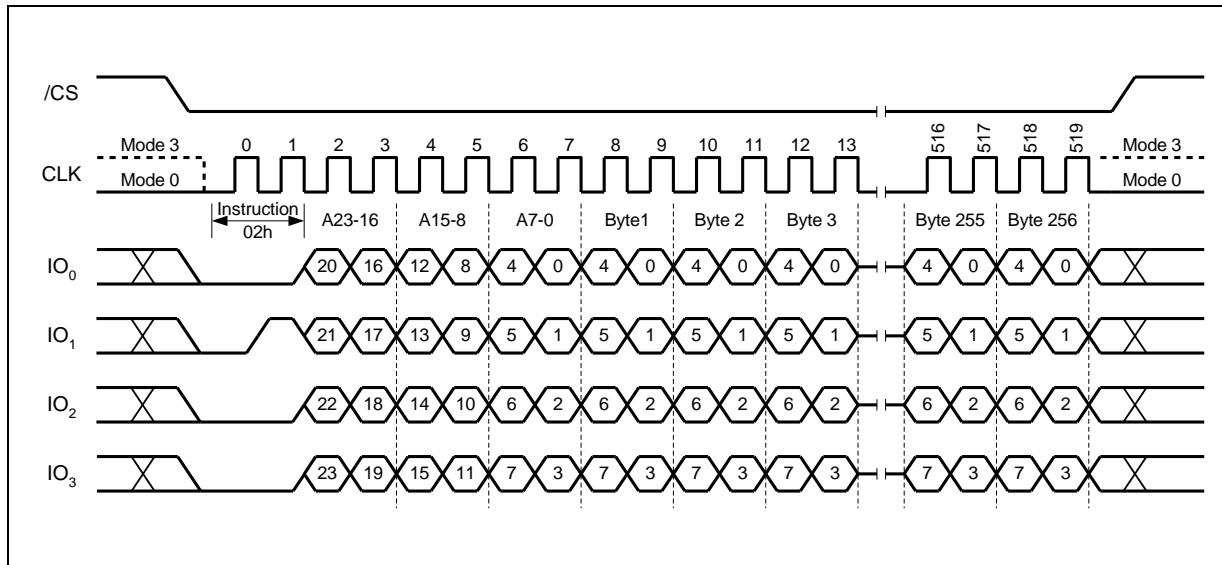 /CS
Mode 3 0 1 2 3 4 5 6 7 8 9 10 11 12 13 516 517 518 519 Mode 3
CLK
Mode 0 Mode 0
Instruction A23-16 A15-8 A7-0 Byte1 Byte 2 Byte 3 Byte 255 Byte 256
02h
IO0 20 16 12 8 4 0 4 0 4 0 4 0 4 0 4 0
IO1 21 17 13 9 5 1 5 1 5 1 5 1 5 1 5 1
IO2 22 18 14 10 6 2 6 2 6 2 6 2 6 2 6 2
IO3 23 19 15 11 7 3 7 3 7 3 7 3 7 3 7 3